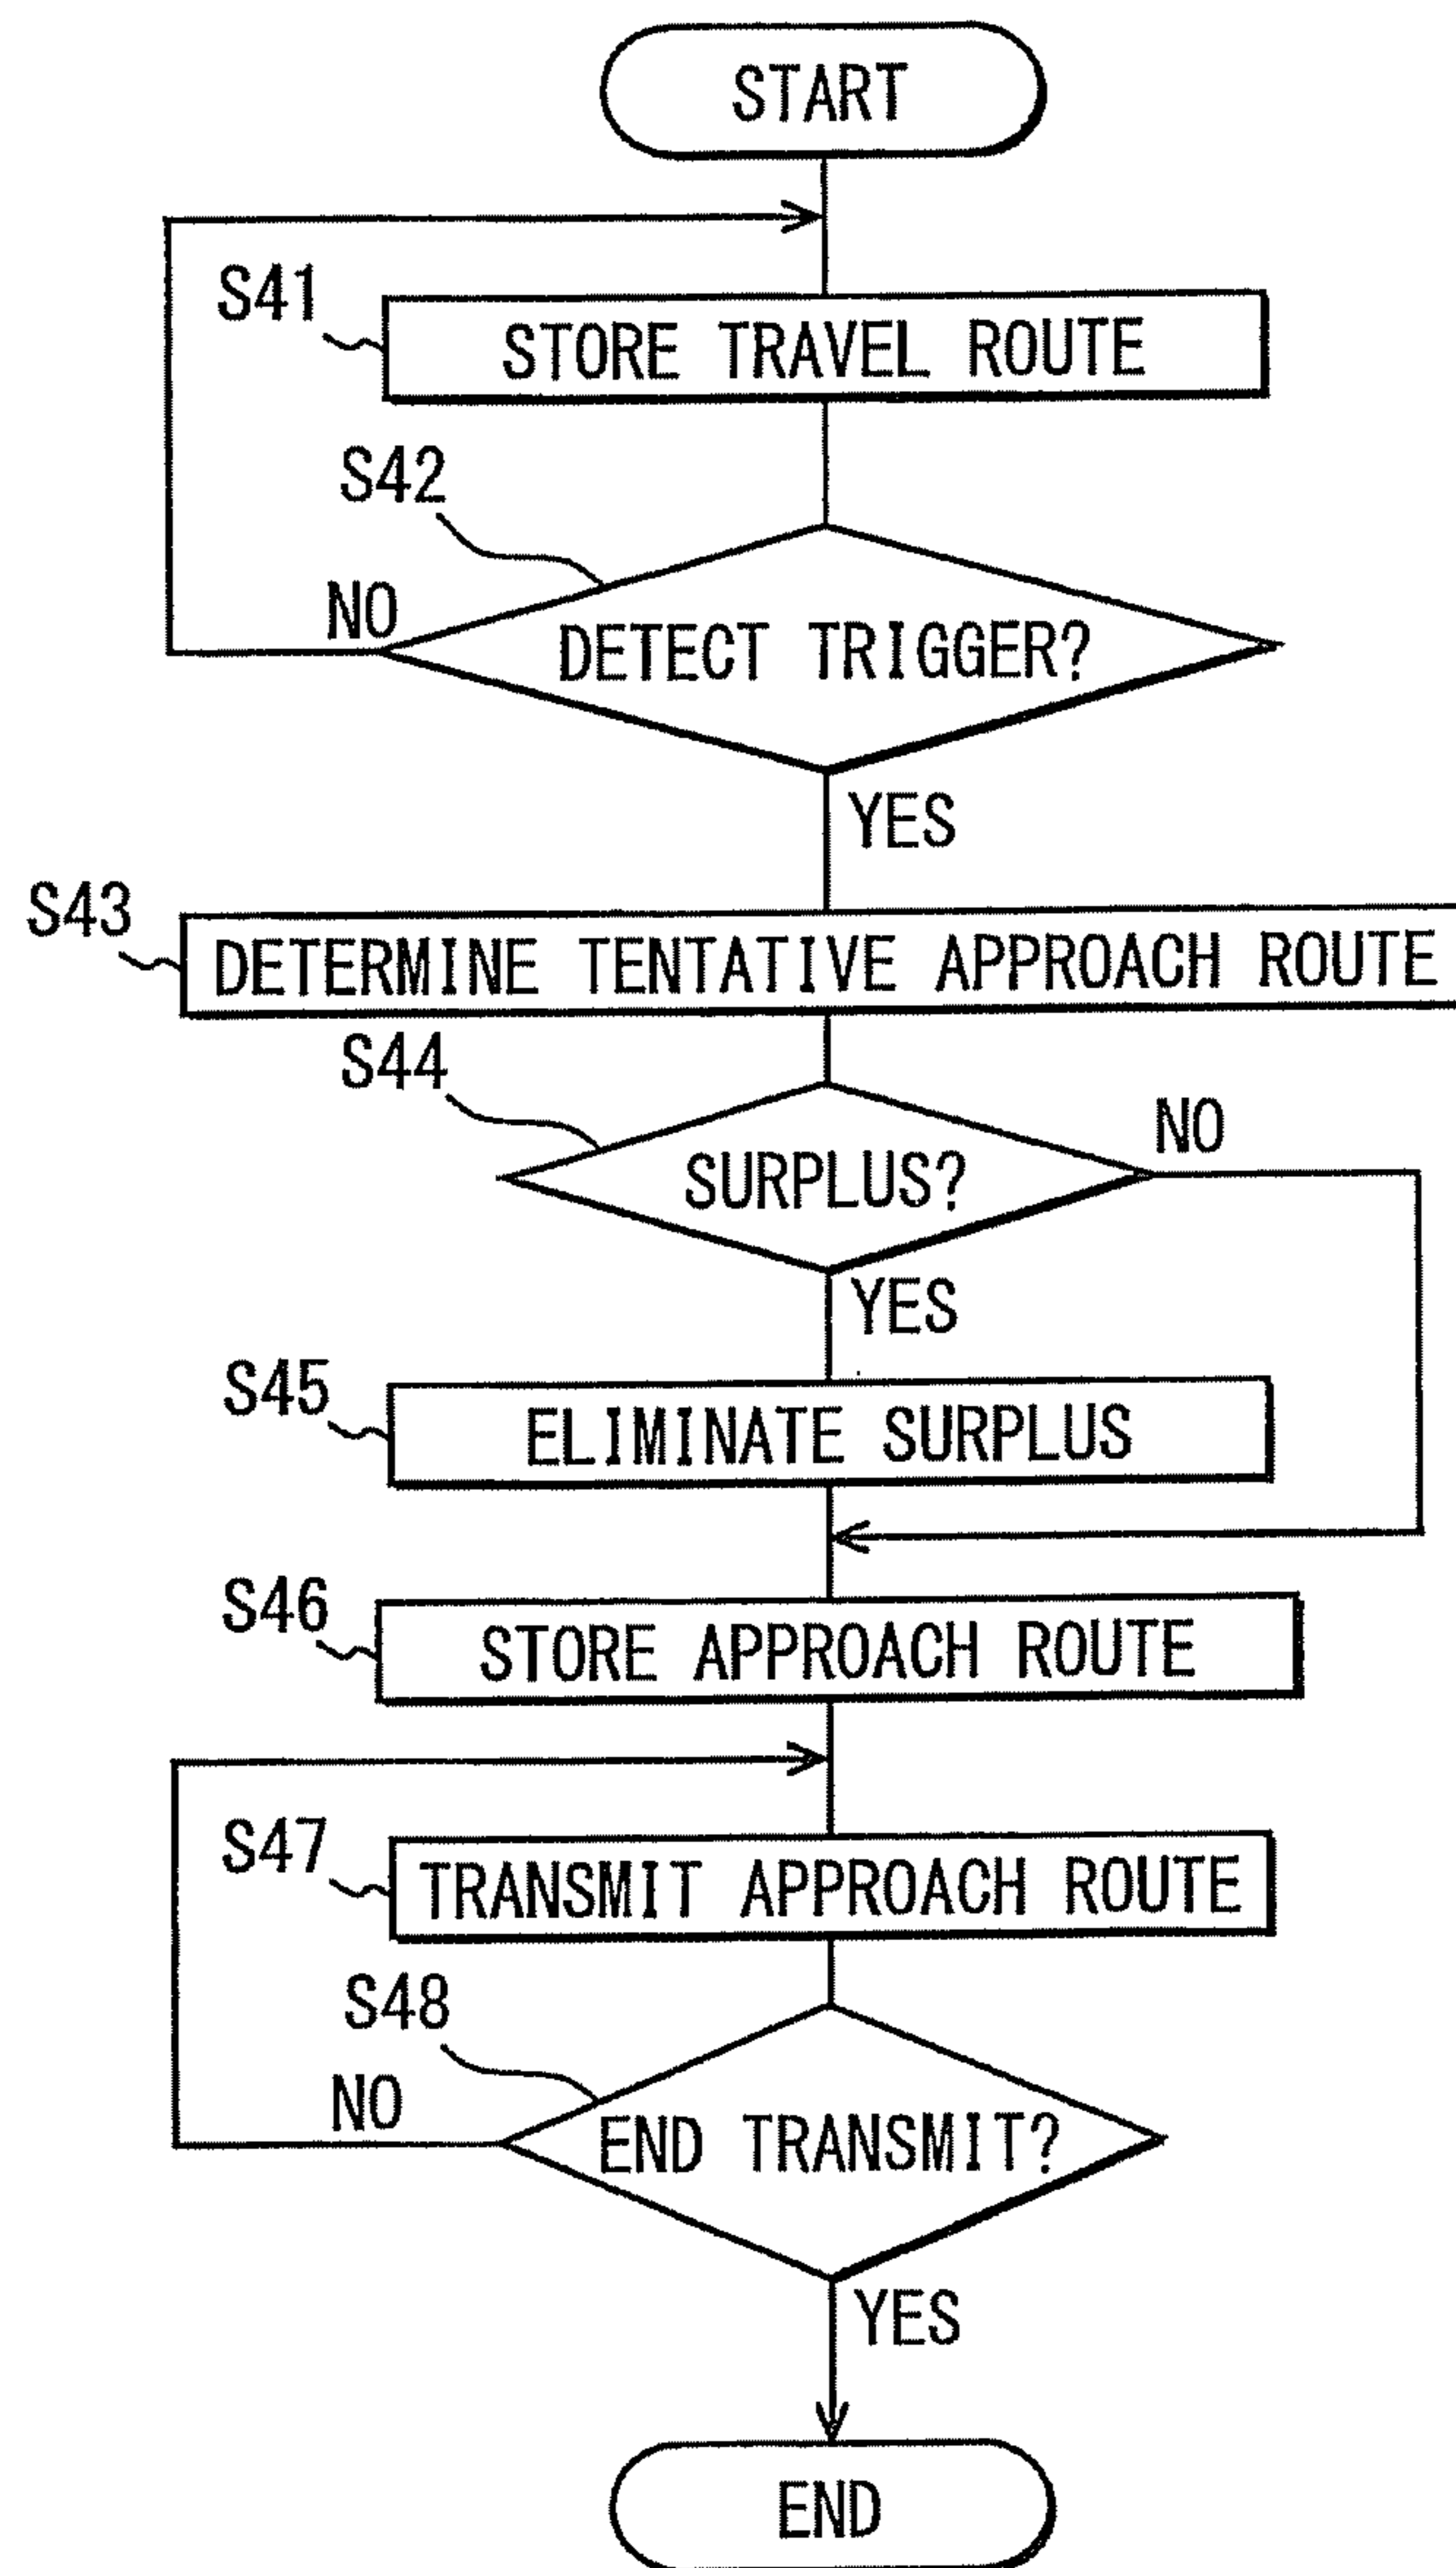 START
S41
STORE TRAVEL ROUTE
S42
NO
DETECT TRIGGER?
YES
S43
DETERMINE TENTATIVE APPROACH ROUTE
S44
NO
SURPLUS?
YES
S45
ELIMINATE SURPLUS
S46
STORE APPROACH ROUTE
S47
TRANSMIT APPROACH ROUTE
S48
NO
END TRANSMIT?
YES
END